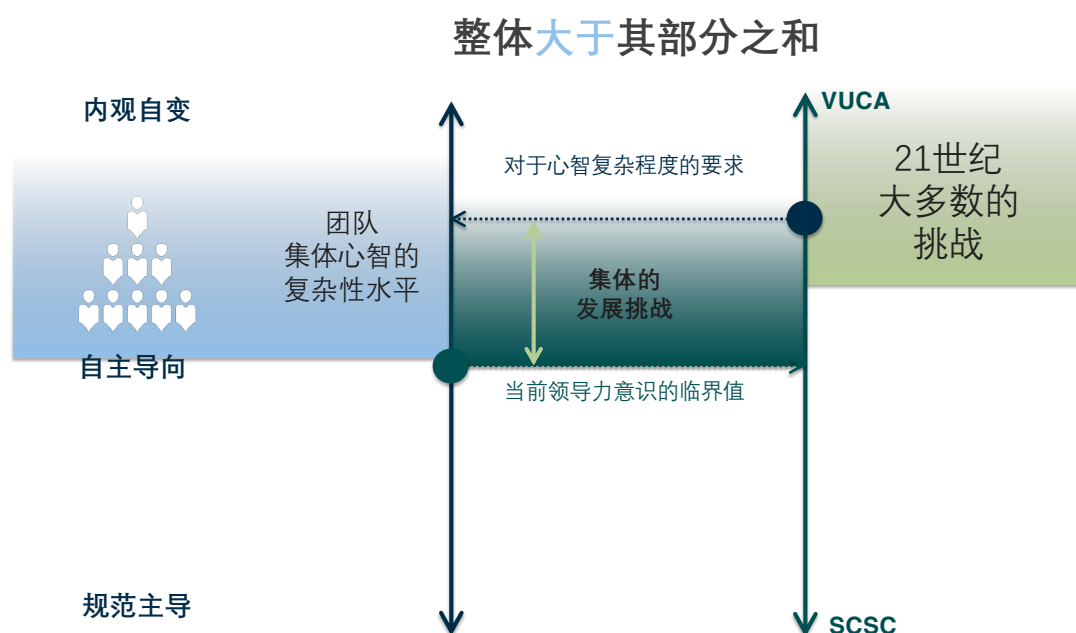 整体大于其部分之和
内观自变
VUCA
对于心智复杂程度的要求
21世纪
大多数的
挑战
团队
集体心智的
复杂性水平
集体的
发展挑战
自主导向
当前领导力意识的临界值
规范主导
SCSC